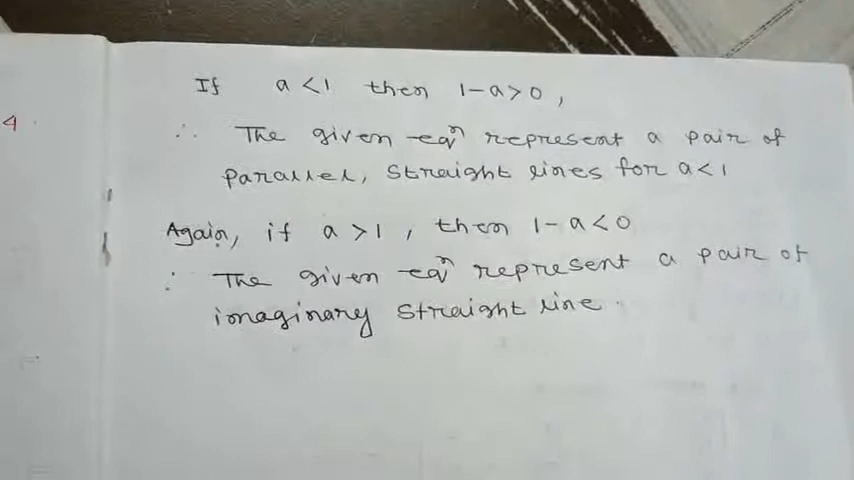 If a < 1 then 1-a>0,
4.
∴ The given eqⁿ represent a pair of
parallel, straight lines for a < 1
Again, if a > 1, then 1-a<0
∴ The given eqⁿ represent a pair of
imaginary straight line.